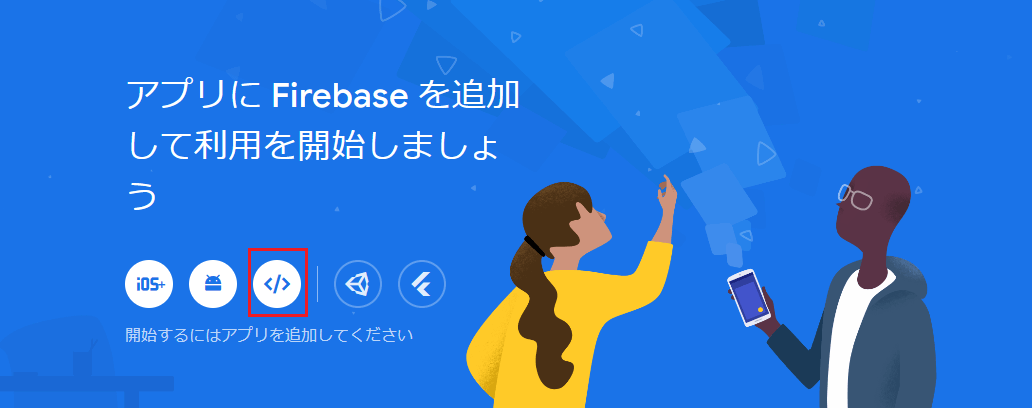 アプリに Firebase を追加
して利用を開始しましょ
う
iOS+
</>
開始するにはアプリを追加してください